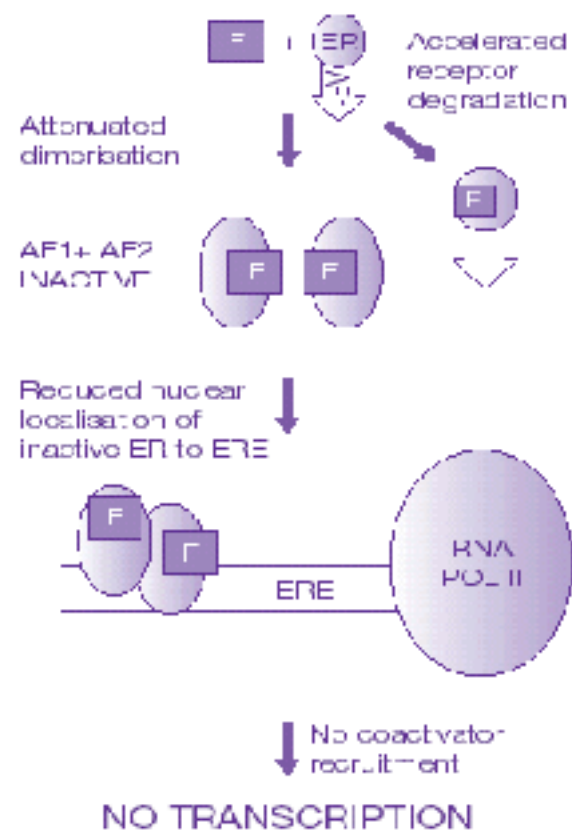 F + ER
Accelerated
receptor
degradation
Attenuated
dimerisation
F
AF1+ AF2
INACTIVE
F F
Reduced nuclear
localisation of
inactive ER to ERE
F
F
ERE
RNA
POL II
No coactivator
recruitment
NO TRANSCRIPTION